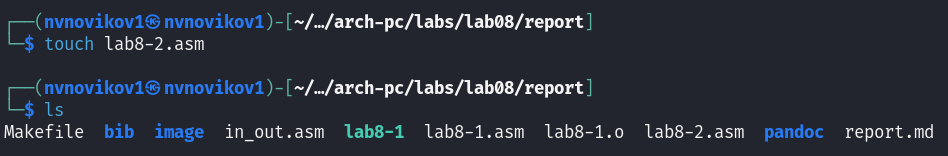 ┌──(nvnovikov1㉿nvnovikov1)-[~/…/arch-pc/labs/lab08/report]
└─$ touch lab8-2.asm
┌──(nvnovikov1㉿nvnovikov1)-[~/…/arch-pc/labs/lab08/report]
└─$ ls
Makefile  bib  image  in_out.asm  lab8-1  lab8-1.asm  lab8-1.o  lab8-2.asm  pandoc  report.md